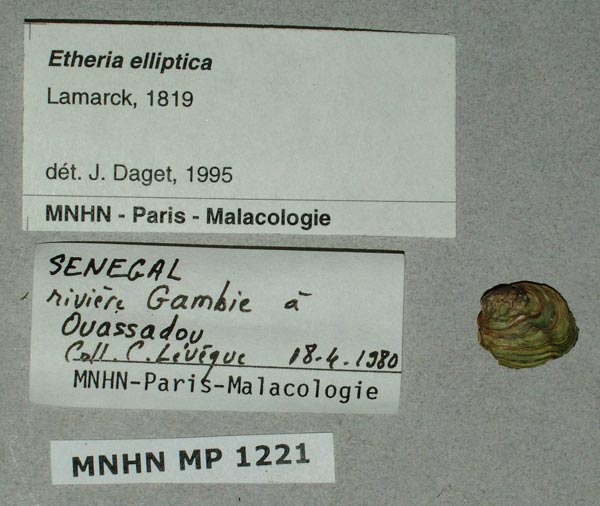 Etheria elliptica
Lamarck, 1819
dét. J. Daget, 1995
MNHN - Paris - Malacologie
SENEGAL
rivière Gambie à
Ouassadou
Coll. C. Lévêque 18.4.1980
MNHN-Paris-Malacologie
MNHN MP 1221